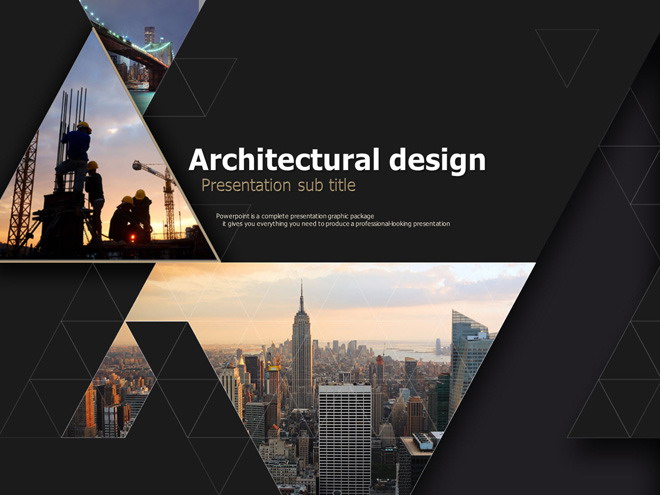 Architectural design
Presentation sub title
Powerpoint is a complete presentation graphic package
it gives you everything you need to produce a professional-looking presentation